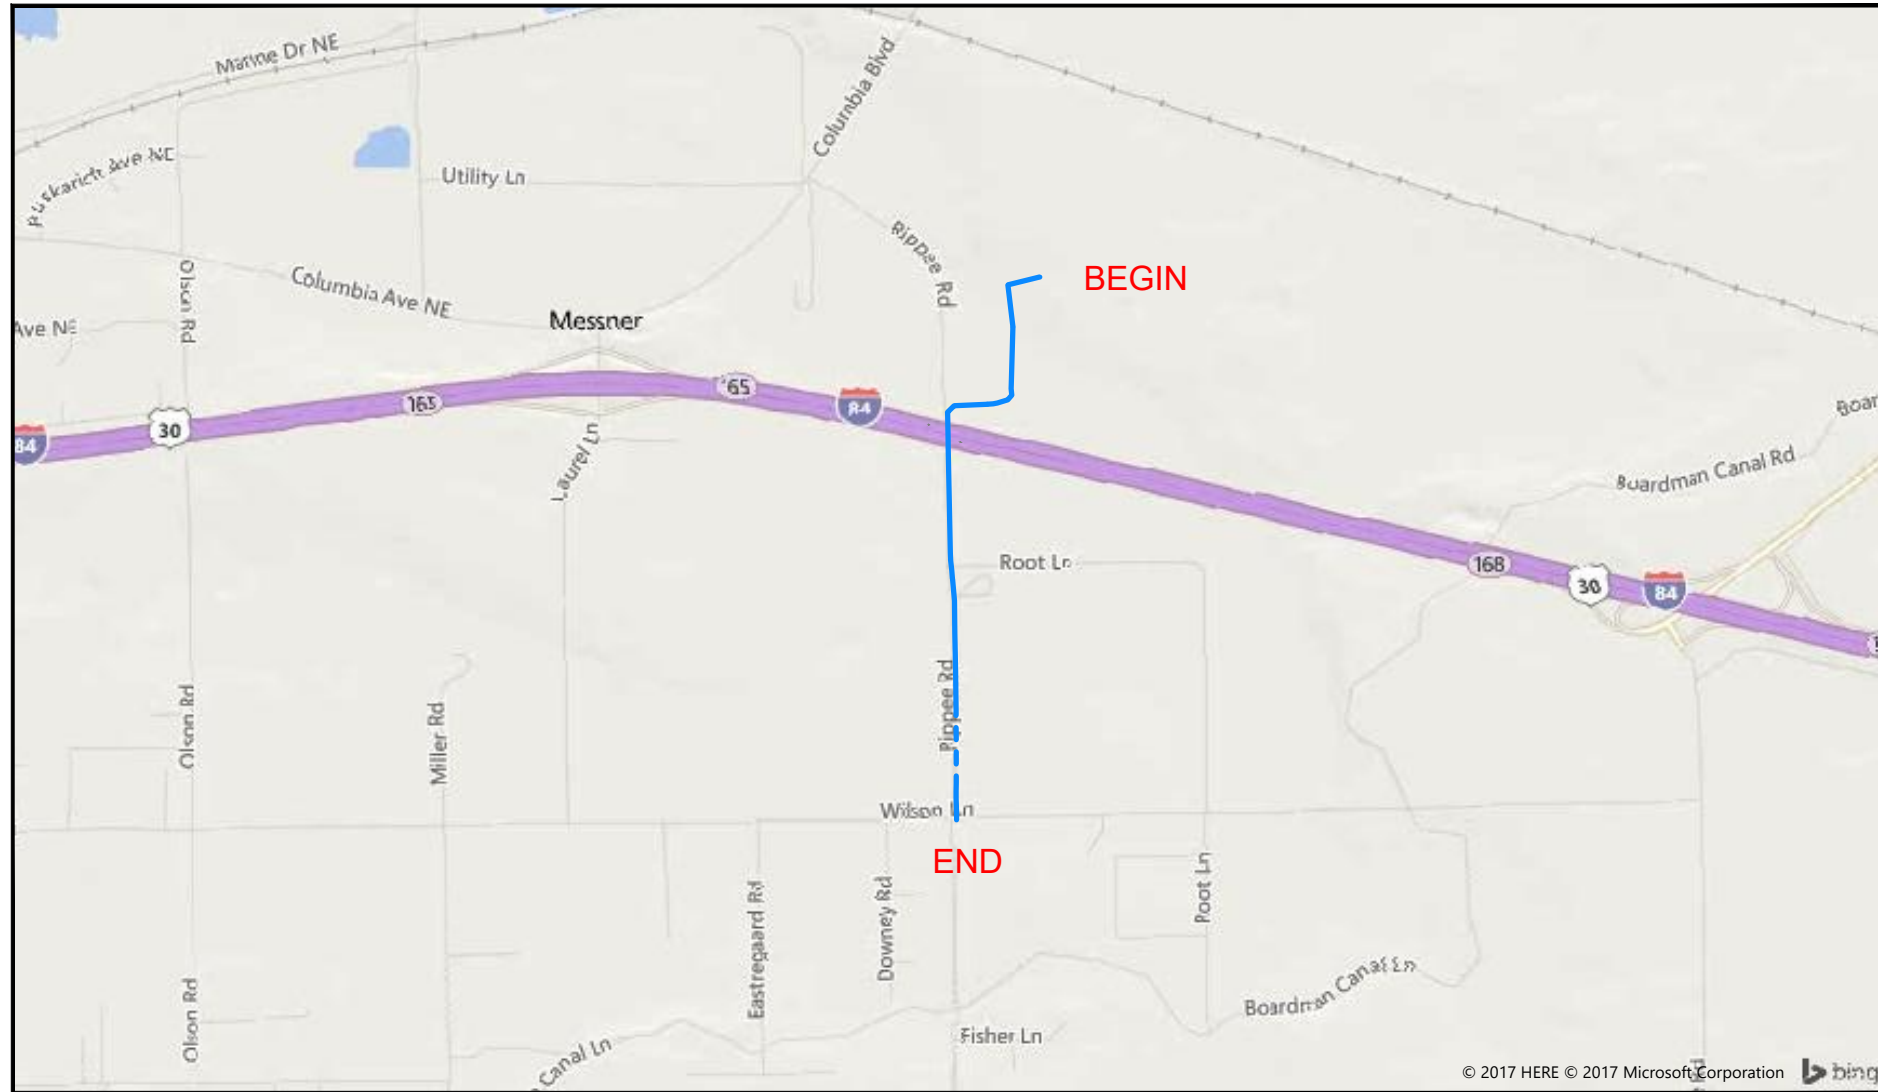 Marine Dr NE
Columbia Blvd
Utility Ln
Rippee Rd
BEGIN
Olson Rd
Columbia Ave NE
Messner
Ave NE
165
65
84
30
84
Laurel Ln
Boardman Canal Rd
Boar
Root Ln
168
30
84
Olson Rd
Miller Rd
Rippee Rd
Wilson Ln
END
Eastregaard Rd
Downey Rd
Root Ln
Boardman Canal Ln
Olson Rd
Canal Ln
Fisher Ln
Rd
© 2017 HERE © 2017 Microsoft Corporation
bing